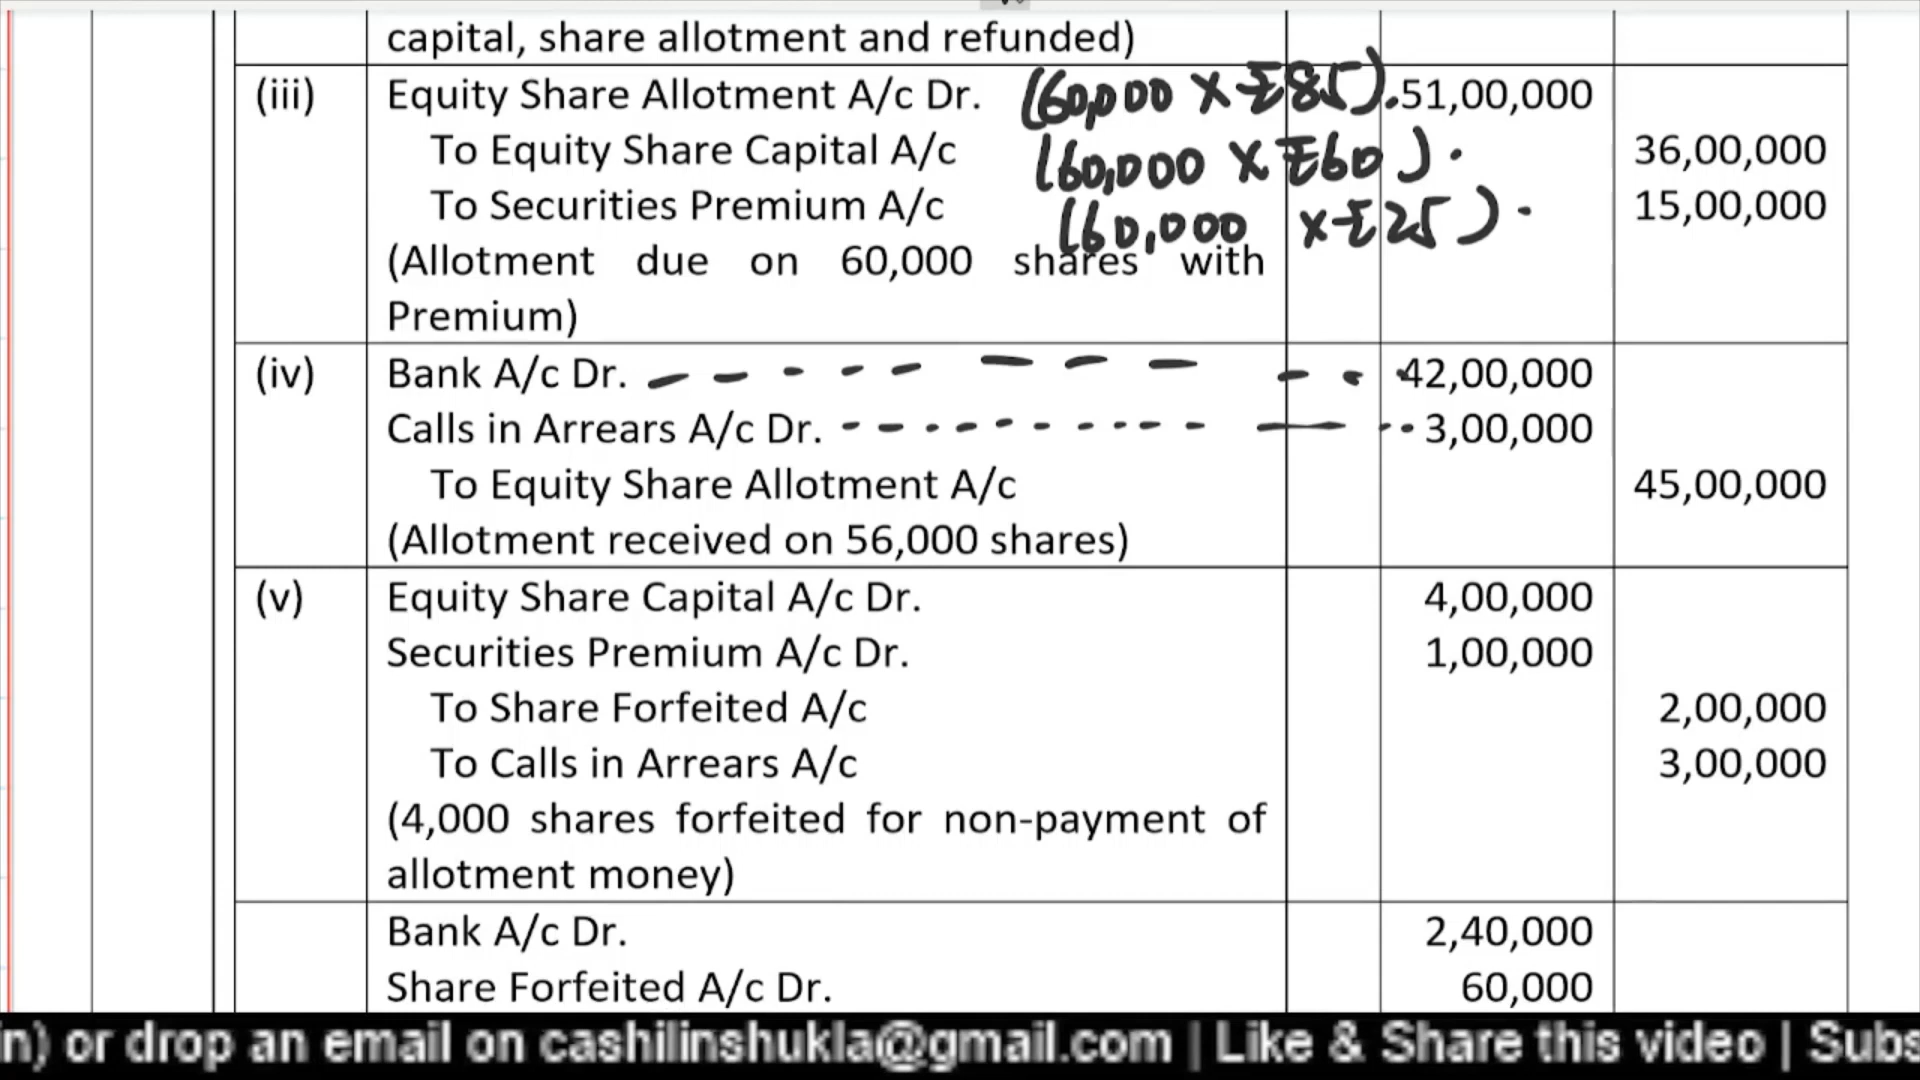 capital, share allotment and refunded)
(iii) Equity Share Allotment A/c Dr. (60,000 X ₹85). 51,00,000
To Equity Share Capital A/c (60,000 X ₹60). 36,00,000
To Securities Premium A/c (60,000 X ₹25). 15,00,000
(Allotment due on 60,000 shares with
Premium)
(iv) Bank A/c Dr. 42,00,000
Calls in Arrears A/c Dr. 3,00,000
To Equity Share Allotment A/c 45,00,000
(Allotment received on 56,000 shares)
(v) Equity Share Capital A/c Dr. 4,00,000
Securities Premium A/c Dr. 1,00,000
To Share Forfeited A/c 2,00,000
To Calls in Arrears A/c 3,00,000
(4,000 shares forfeited for non-payment of
allotment money)
Bank A/c Dr. 2,40,000
Share Forfeited A/c Dr. 60,000
in) or drop an email on cashilinshukla@gmail.com | Like & Share this video | Subs